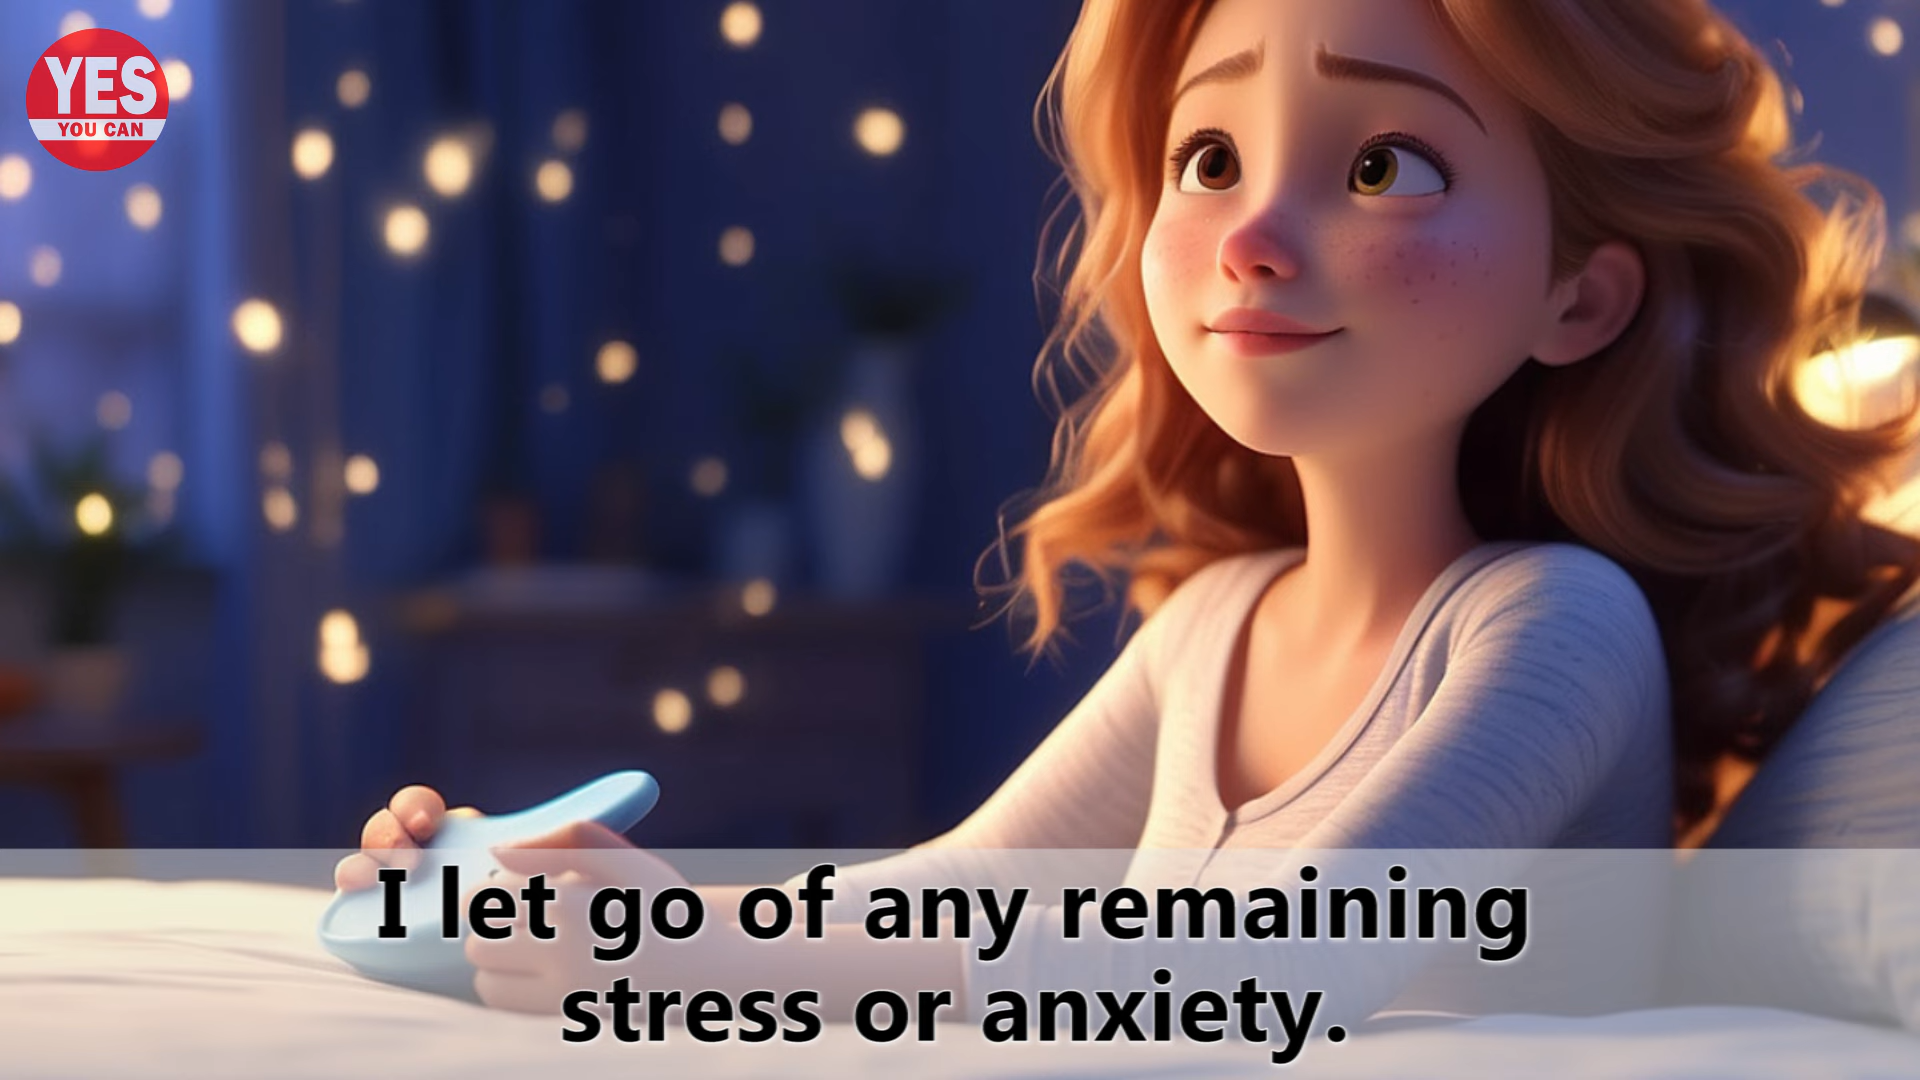 YES
YOU CAN
I let go of any remaining
stress or anxiety.